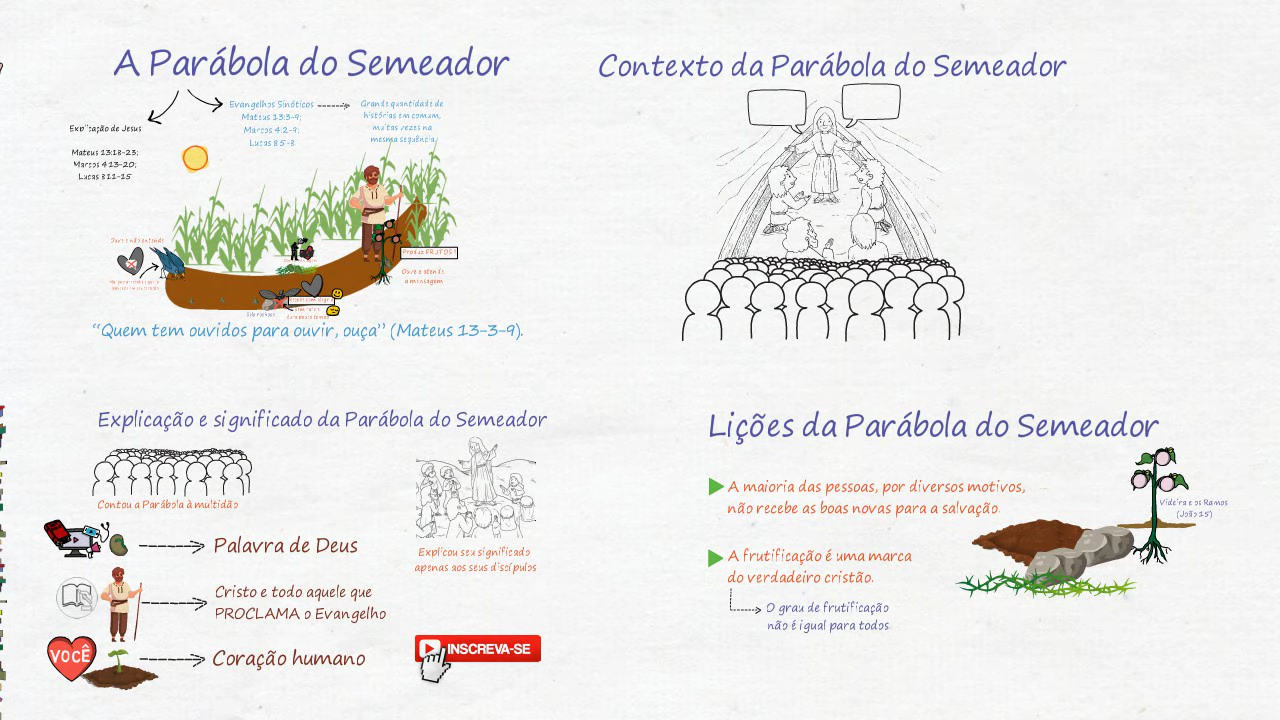 A Parábola do Semeador
Explicação de Jesus
Mateus 13:18-23;
Marcos 4:13-20;
Lucas 8:11-15
Evangelhos Sinóticos
Mateus 13:3-9;
Marcos 4:2-9;
Lucas 8:5-8
Grande quantidade de
histórias em comum,
muitas vezes na
mesma sequência.
Ouve e não entende
Produz FRUTOS!
Ouve e atende
a mensagem
“Quem tem ouvidos para ouvir, ouça” (Mateus 13-3-9).
Contexto da Parábola do Semeador
Explicação e significado da Parábola do Semeador
Contou a Parábola à multidão
Explicou seu significado
apenas aos seus discípulos
Palavra de Deus
Cristo e todo aquele que
PROCLAMA o Evangelho
VOCÊ
Coração humano
INSCREVA-SE
Lições da Parábola do Semeador
A maioria das pessoas, por diversos motivos,
não recebe as boas novas para a salvação.
A frutificação é uma marca
do verdadeiro cristão.
O grau de frutificação
não é igual para todos
Videira e os Ramos
(João 15)